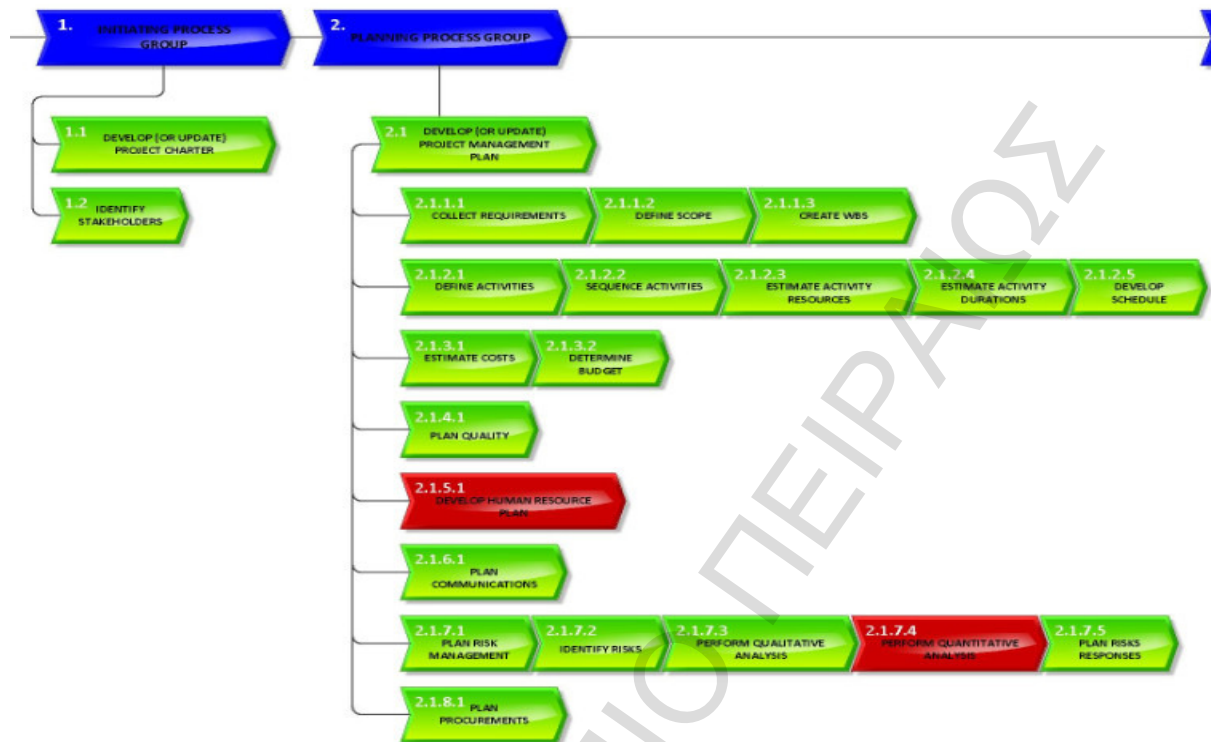 1.
INITIATING PROCESS
GROUP
2.
PLANNING PROCESS GROUP
1.1
DEVELOP (OR UPDATE)
PROJECT CHARTER
1.2
IDENTIFY
STAKEHOLDERS
2.1
DEVELOP (OR UPDATE)
PROJECT MANAGEMENT
PLAN
2.1.1.1
COLLECT REQUIREMENTS
2.1.1.2
DEFINE SCOPE
2.1.1.3
CREATE WBS
2.1.2.1
DEFINE ACTIVITIES
2.1.2.2
SEQUENCE ACTIVITIES
2.1.2.3
ESTIMATE ACTIVITY
RESOURCES
2.1.2.4
ESTIMATE ACTIVITY
DURATIONS
2.1.2.5
DEVELOP
SCHEDULE
2.1.3.1
ESTIMATE COSTS
2.1.3.2
DETERMINE
BUDGET
2.1.4.1
PLAN QUALITY
2.1.5.1
DEVELOP HUMAN RESOURCE
PLAN
2.1.6.1
PLAN
COMMUNICATIONS
2.1.7.1
PLAN RISK
MANAGEMENT
2.1.7.2
IDENTIFY RISKS
2.1.7.3
PERFORM QUALITATIVE
ANALYSIS
2.1.7.4
PERFORM QUANTITATIVE
ANALYSIS
2.1.7.5
PLAN RISKS
RESPONSES
2.1.8.1
PLAN
PROCUREMENTS
ΠΕΙΡΑΙΩΣ